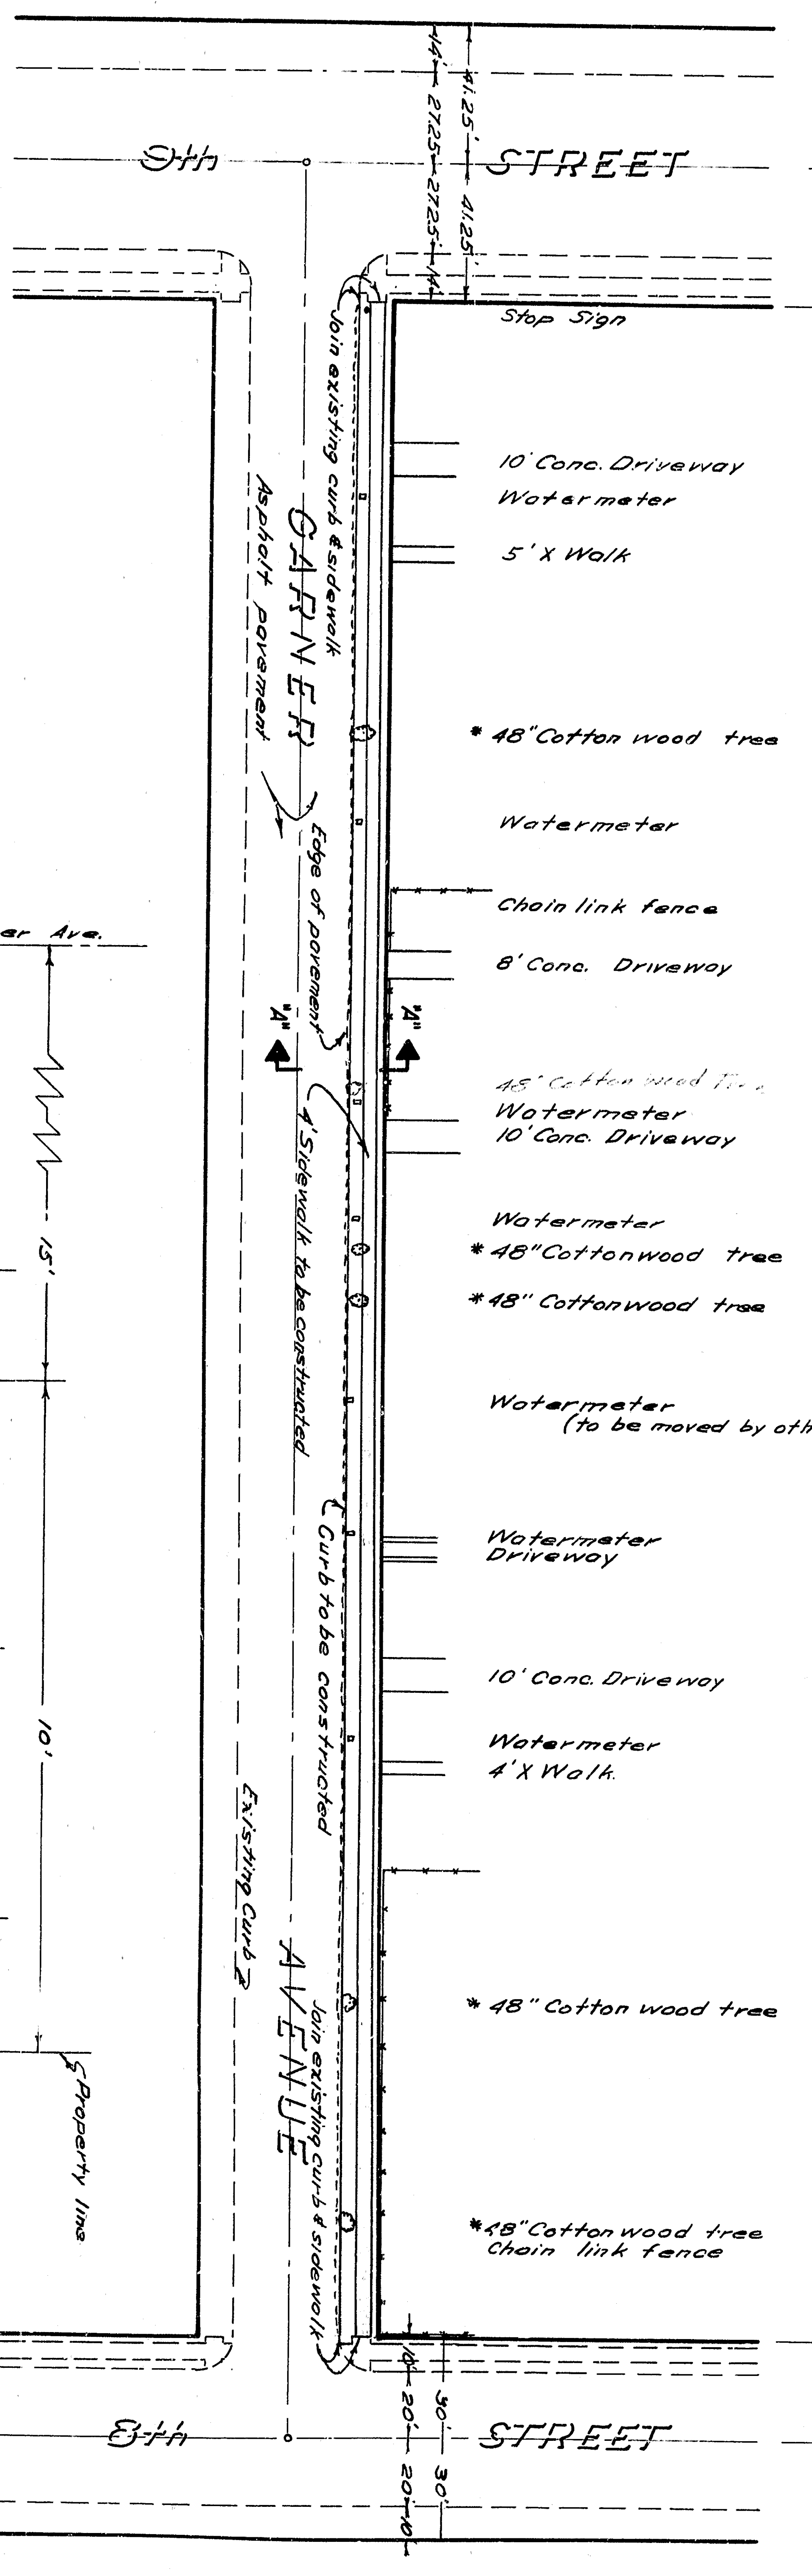 14'
27.25'
27.25'
14'
41.25'
41.25'
9th STREET
Stop Sign
Join existing curb & sidewalk
10' Conc. Driveway
Watermeter
5' X Walk
Asphalt pavement
GARNER
* 48" Cotton wood tree
Watermeter
Edge of pavement
Chain link fence
Ave.
8' Conc. Driveway
"A"
"A"
48" Cotton wood Tree
Watermeter
10' Conc. Driveway
4' Sidewalk to be constructed
Watermeter
* 48" Cottonwood tree
15'
* 48" Cottonwood tree
Watermeter
(to be moved by
Curb to be constructed
Watermeter
Driveway
10' Conc. Driveway
10'
Watermeter
4' X Walk.
Existing Curb
AVENUE
* 48" Cotton wood tree
Join existing curb & sidewalk
Property line
* 48" Cotton wood tree
Chain link fence
10'
20'
20'
10'
30'
30'
8th STREET